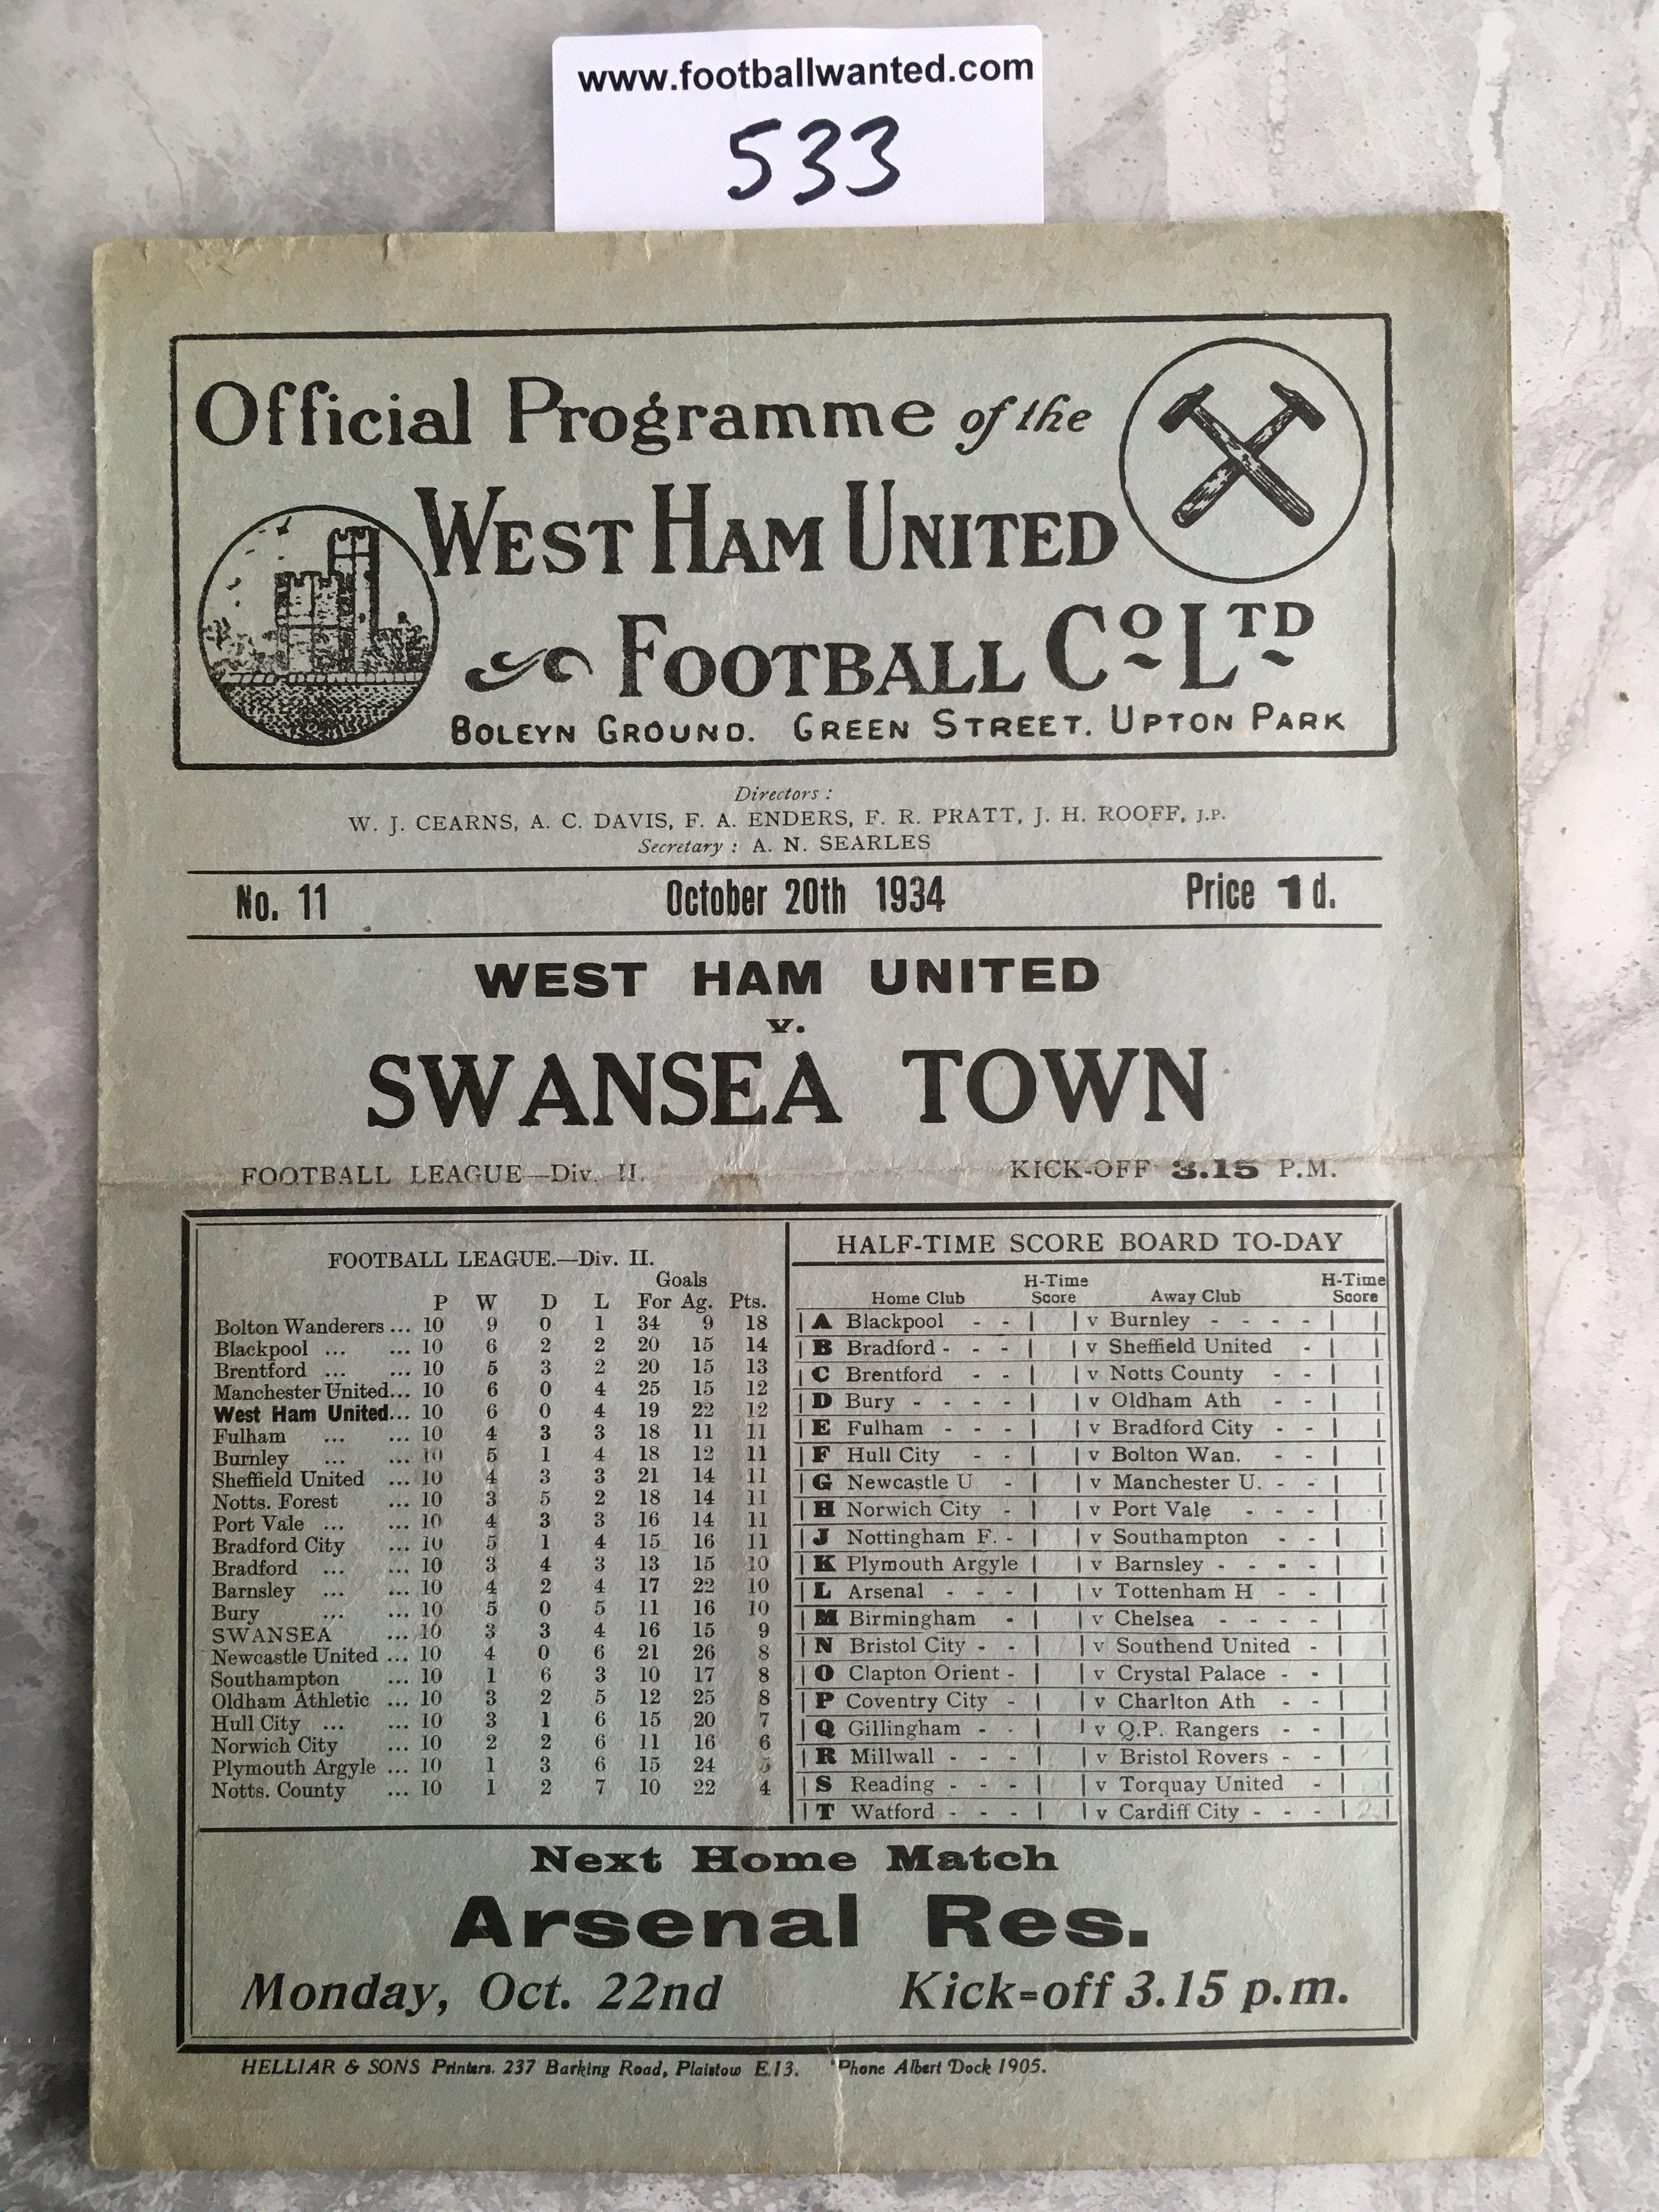 www.footballwanted.com
533
Official Programme of the
WEST HAM UNITED
FOOTBALL CO LTD
BOLEYN GROUND. GREEN STREET. UPTON PARK
Directors :
W. J. CEARNS, A. C. DAVIS, F. A. ENDERS, F. R. PRATT, J. H. ROOFF, J.P.
Secretary : A. N. SEARLES
No. 11 October 20th 1934 Price 1d.
WEST HAM UNITED
v.
SWANSEA TOWN
FOOTBALL LEAGUE—Div. II. KICK-OFF 3.15 P.M.
FOOTBALL LEAGUE.—Div. II.
Goals
P W D L For Ag. Pts.
Bolton Wanderers ... 10 9 0 1 34 9 18
Blackpool ... ... 10 6 2 2 20 15 14
Brentford ... ... 10 5 3 2 20 15 13
Manchester United... 10 6 0 4 25 15 12
West Ham United... 10 6 0 4 19 22 12
Fulham ... ... 10 4 3 3 18 11 11
Burnley ... ... 10 5 1 4 18 12 11
Sheffield United ... 10 4 3 3 21 14 11
Notts. Forest ... 10 3 5 2 18 14 11
Port Vale ... ... 10 4 3 3 16 14 11
Bradford City ... 10 5 1 4 15 16 11
Bradford ... ... 10 3 4 3 13 15 10
Barnsley ... ... 10 4 2 4 17 22 10
Bury ... ... 10 5 0 5 11 16 10
SWANSEA ... 10 3 3 4 16 15 9
Newcastle United ... 10 4 0 6 21 26 8
Southampton ... 10 1 6 3 10 17 8
Oldham Athletic ... 10 3 2 5 12 25 8
Hull City ... ... 10 3 1 6 15 20 7
Norwich City ... 10 2 2 6 11 16 6
Plymouth Argyle ... 10 1 3 6 15 24 5
Notts. County ... 10 1 2 7 10 22 4
HALF-TIME SCORE BOARD TO-DAY
Home Club H-Time Score Away Club H-Time Score
A Blackpool - - v Burnley - - - -
B Bradford - - - v Sheffield United -
C Brentford - - v Notts County - -
D Bury - - - - v Oldham Ath - -
E Fulham - - - v Bradford City - -
F Hull City - - v Bolton Wan. - -
G Newcastle U - v Manchester U. - -
H Norwich City - v Port Vale - - -
J Nottingham F. - v Southampton - -
K Plymouth Argyle v Barnsley - - - -
L Arsenal - - - v Tottenham H - -
M Birmingham - v Chelsea - - - -
N Bristol City - - v Southend United -
O Clapton Orient - v Crystal Palace - -
P Coventry City - v Charlton Ath - -
Q Gillingham - - v Q.P. Rangers - -
R Millwall - - - v Bristol Rovers - -
S Reading - - - v Torquay United -
T Watford - - - v Cardiff City - - -
Next Home Match
Arsenal Res.
Monday, Oct. 22nd Kick=off 3.15 p.m.
HELLIAR & SONS Printers. 237 Barking Road, Plaistow E.13. 'Phone Albert Dock 1905.